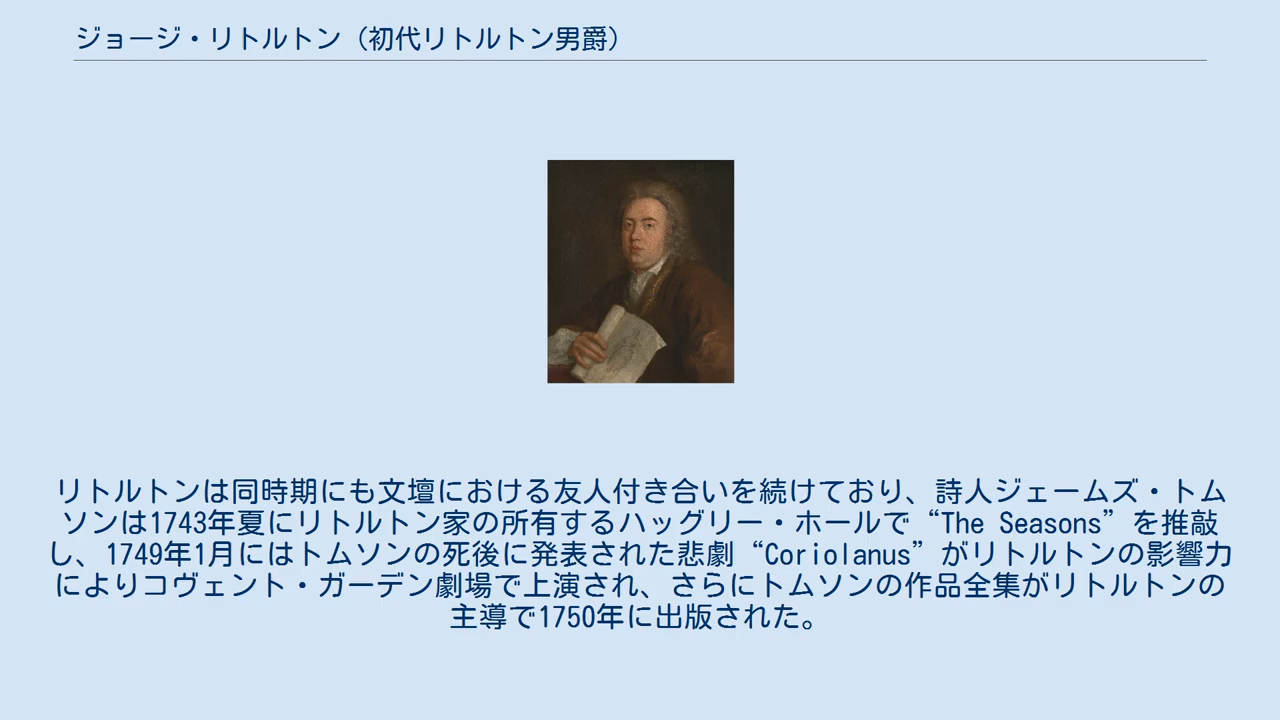 ジョージ・リトルトン（初代リトルトン男爵）
リトルトンは同時期にも文壇における友人付き合いを続けており、詩人ジェームズ・トム
ソンは1743年夏にリトルトン家の所有するハッグリー・ホールで“The Seasons”を推敲
し、1749年1月にはトムソンの死後に発表された悲劇“Coriolanus”がリトルトンの影響力
によりコヴェント・ガーデン劇場で上演され、さらにトムソンの作品全集がリトルトンの
主導で1750年に出版された。